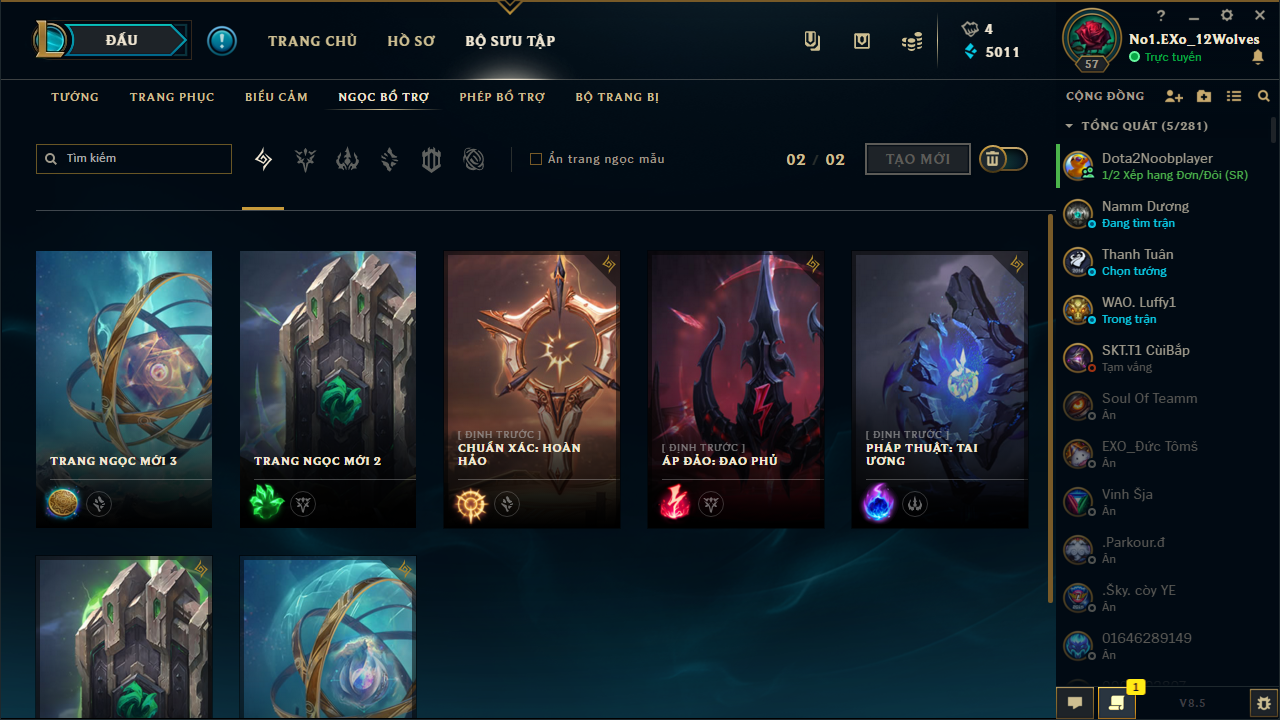 ĐẤU
TRANG CHỦ
HỒ SƠ
BỘ SƯU TẬP
4
5011
?
57
No1.EXo_12Wolves
Trực tuyến
TƯỚNG
TRANG PHỤC
BIỂU CẢM
NGỌC BỔ TRỢ
PHÉP BỔ TRỢ
BỘ TRANG BỊ
Tìm kiếm
Ẩn trang ngọc mẫu
02 / 02
TẠO MỚI
TRANG NGỌC MỚI 3
TRANG NGỌC MỚI 2
[ ĐỊNH TRƯỚC ]
CHUẨN XÁC: HOÀN
HẢO
[ ĐỊNH TRƯỚC ]
ÁP ĐẢO: ĐAO PHỦ
[ ĐỊNH TRƯỚC ]
PHÁP THUẬT: TAI
ƯƠNG
CỘNG ĐỒNG
TỔNG QUÁT (5/281)
Dota2Noobplayer
1/2 Xếp hạng Đơn/Đôi (SR)
Namm Dương
Đang tìm trận
Thanh Tuân
Chọn tướng
WAO. Luffy1
Trong trận
SKT.T1 CùiBắp
Tạm vắng
Soul Of Teamm
Ẩn
EXO_Đức Tômš
Ẩn
Vinh Šja
Ẩn
.Parkour.đ
Ẩn
.Šky. còy YE
Ẩn
01646289149
Ẩn
1
V8.5